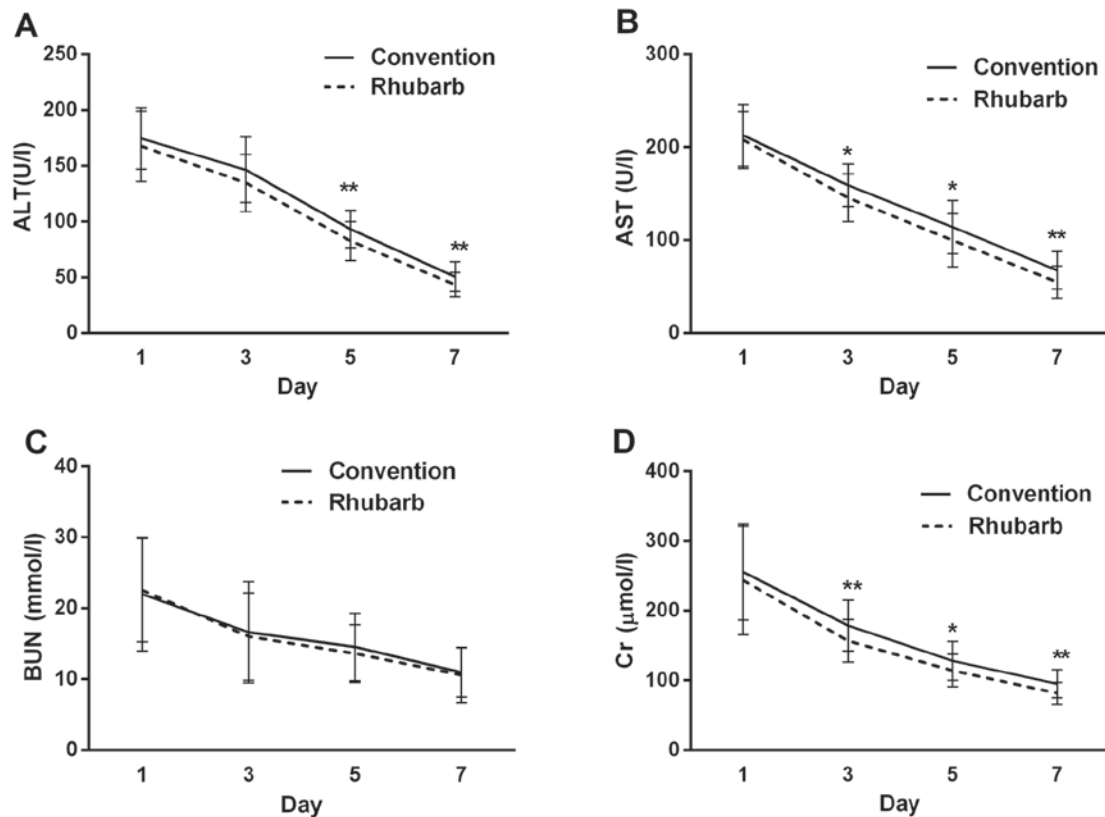 A
250
200
150
100
50
0
ALT(U/l)
Convention
Rhubarb
**
**
1 3 5 7
Day
B
300
200
100
0
AST (U/l)
Convention
Rhubarb
*
*
**
1 3 5 7
Day
C
40
30
20
10
0
BUN (mmol/l)
Convention
Rhubarb
1 3 5 7
Day
D
400
300
200
100
0
Cr (μmol/l)
Convention
Rhubarb
**
*
**
1 3 5 7
Day